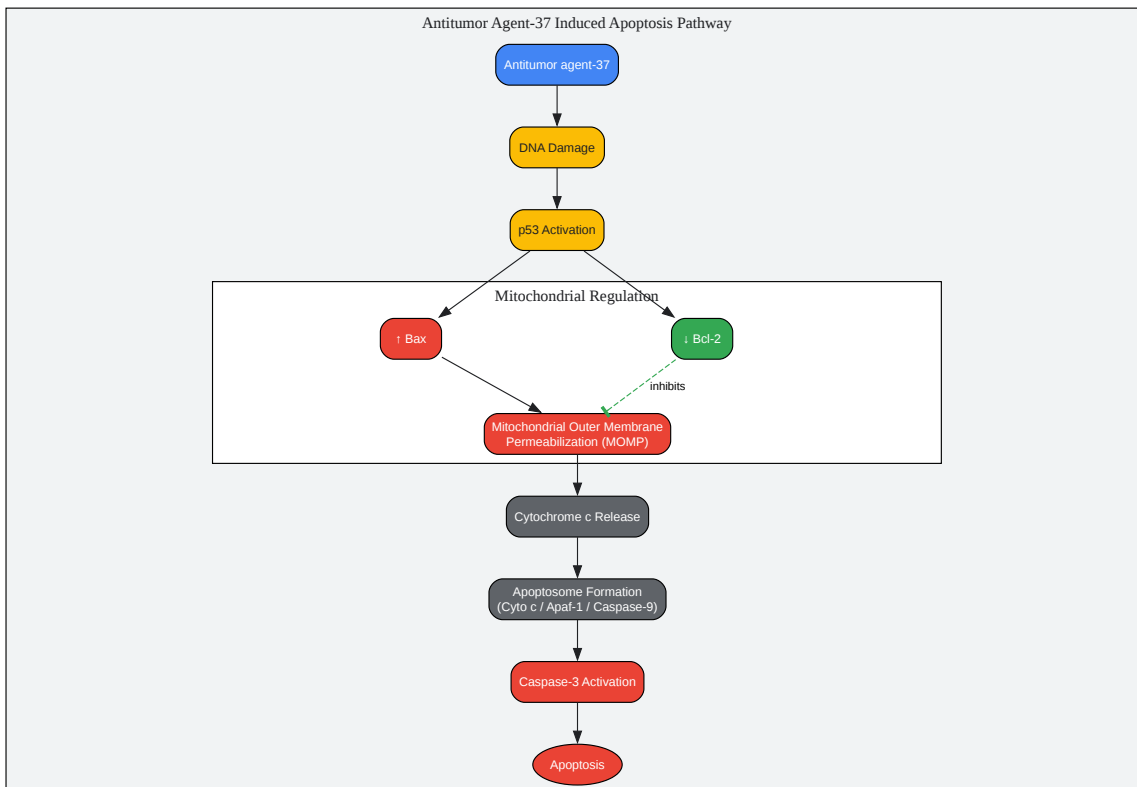 Antitumor Agent-37 Induced Apoptosis Pathway
Antitumor agent-37
DNA Damage
p53 Activation
Mitochondrial Regulation
↑ Bax
↓ Bcl-2
inhibits
Mitochondrial Outer Membrane
Permeabilization (MOMP)
Cytochrome c Release
Apoptosome Formation
(Cyto c / Apaf-1 / Caspase-9)
Caspase-3 Activation
Apoptosis